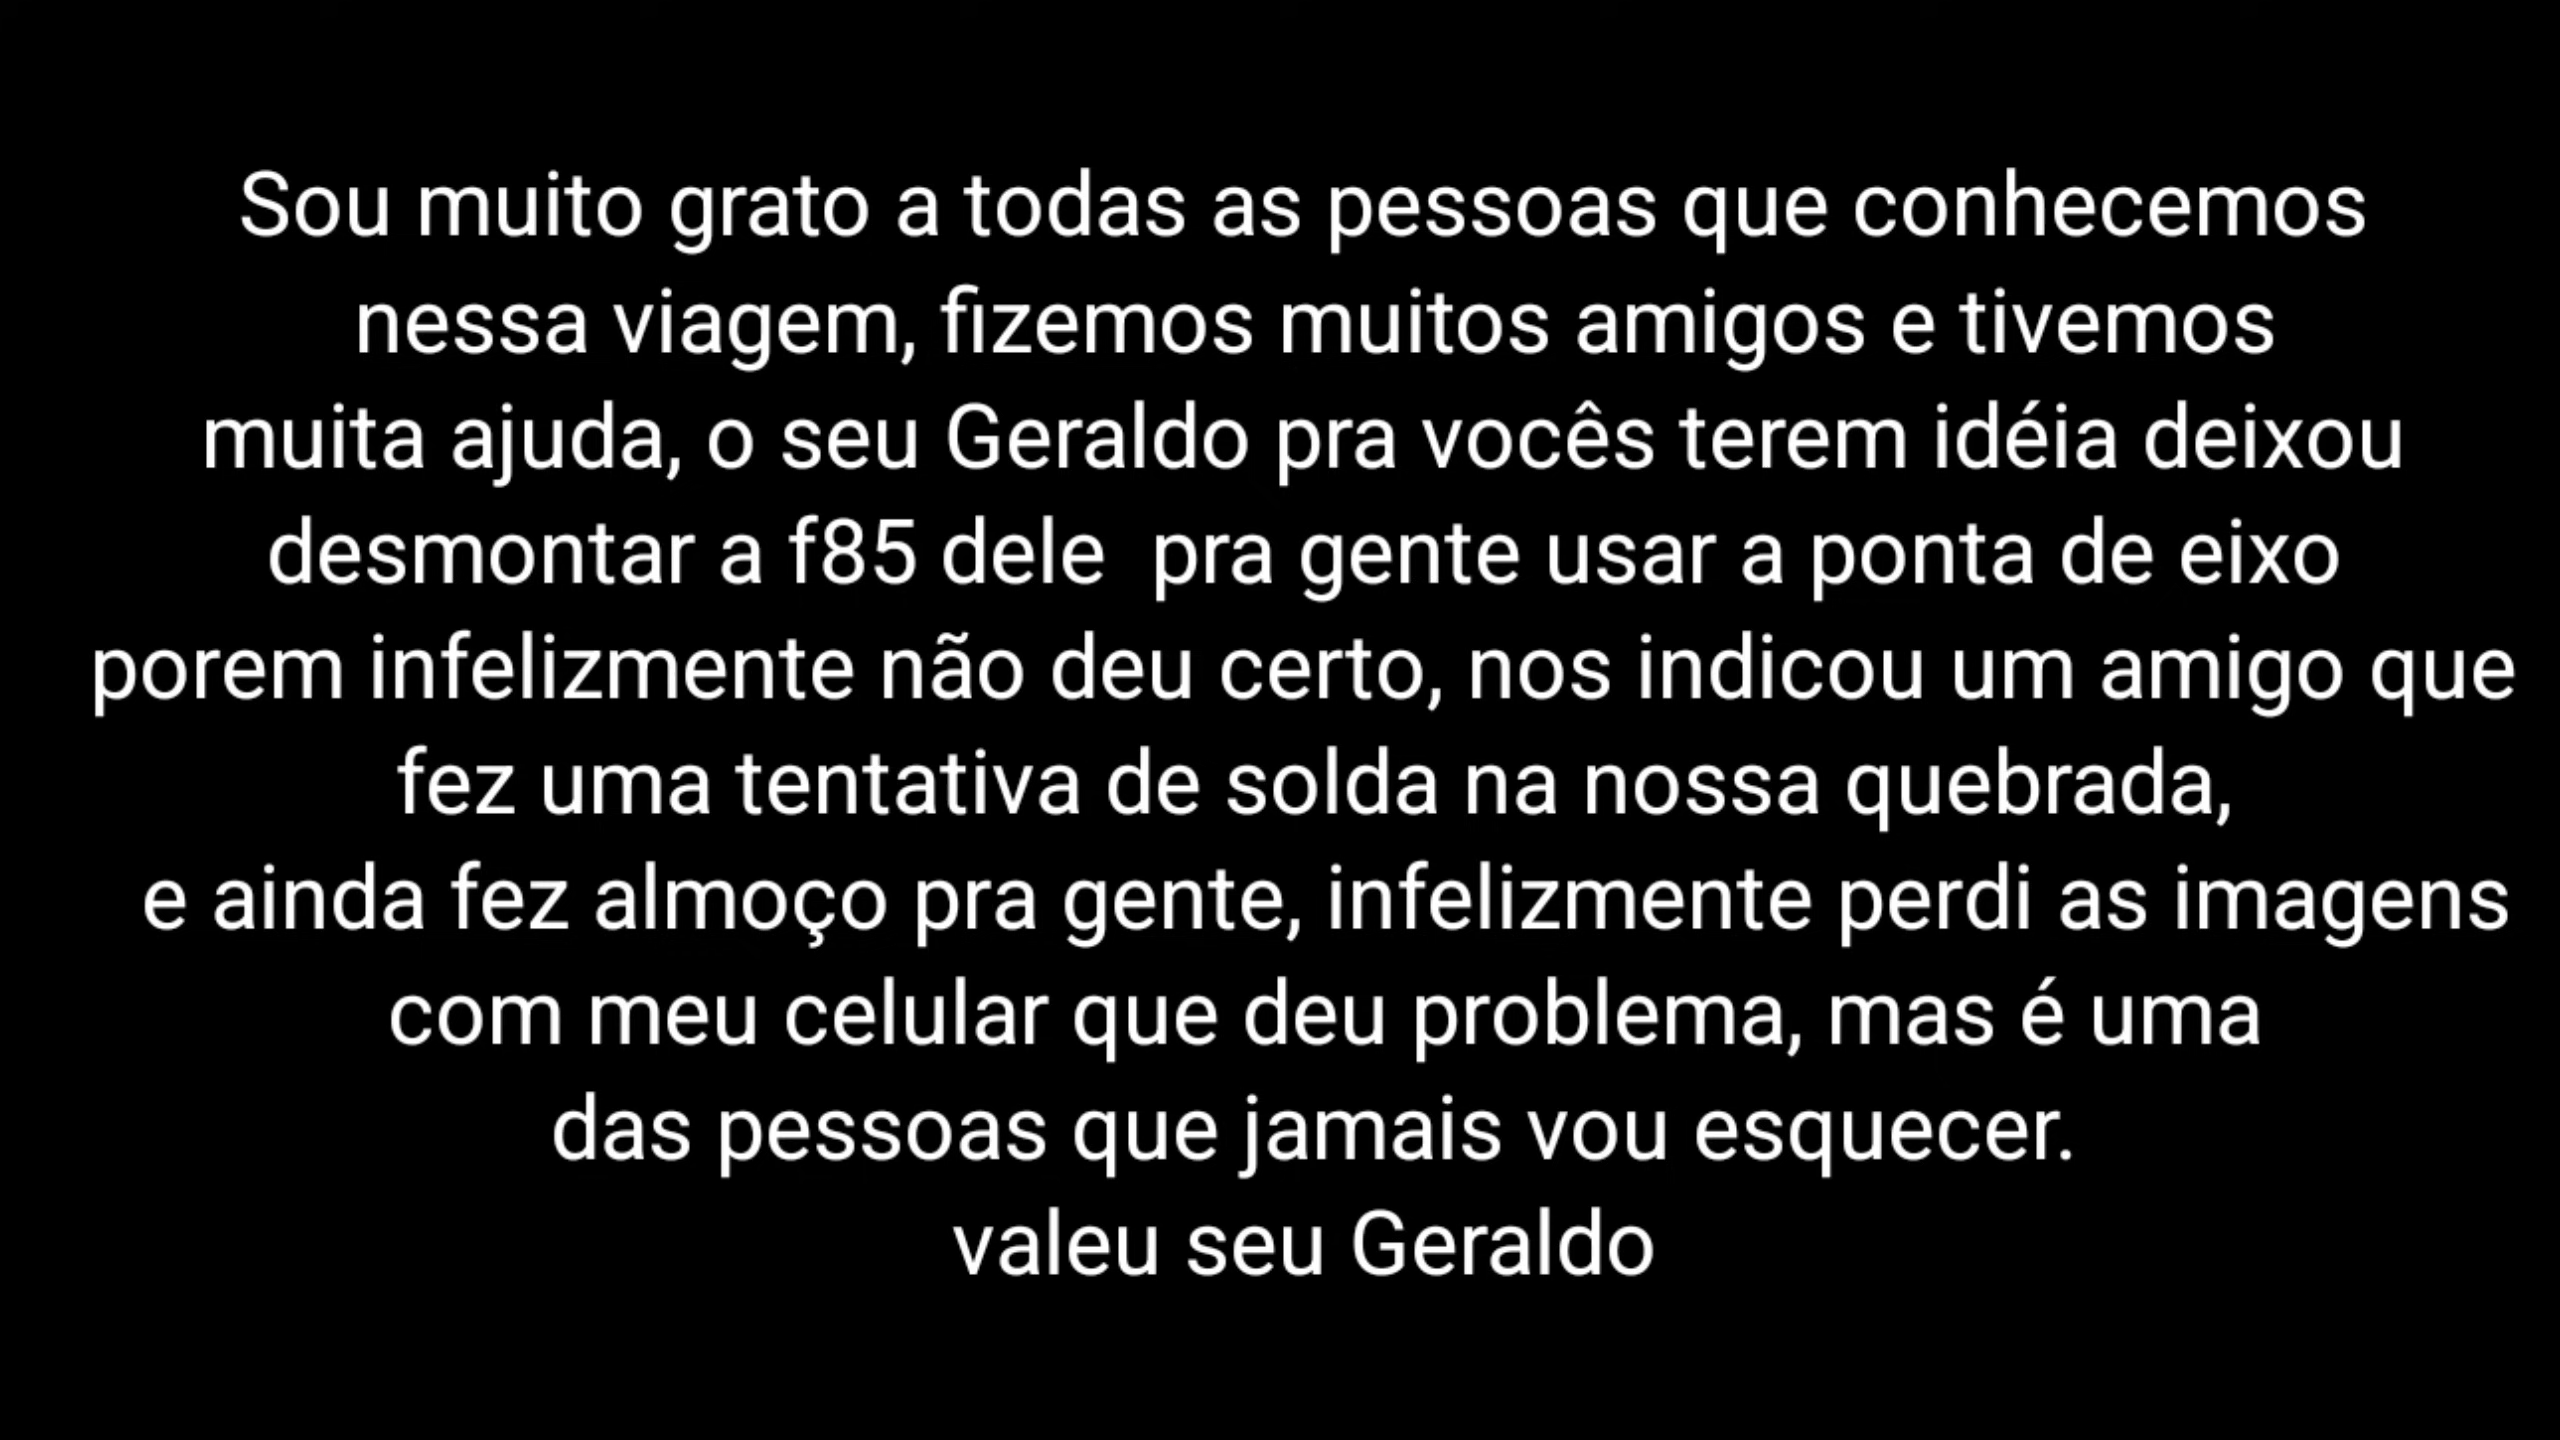 Sou muito grato a todas as pessoas que conhecemos
nessa viagem, fizemos muitos amigos e tivemos
muita ajuda, o seu Geraldo pra vocês terem idéia deixou
desmontar a f85 dele  pra gente usar a ponta de eixo
porem infelizmente não deu certo, nos indicou um amigo que
fez uma tentativa de solda na nossa quebrada,
e ainda fez almoço pra gente, infelizmente perdi as imagens
com meu celular que deu problema, mas é uma
das pessoas que jamais vou esquecer.
valeu seu Geraldo